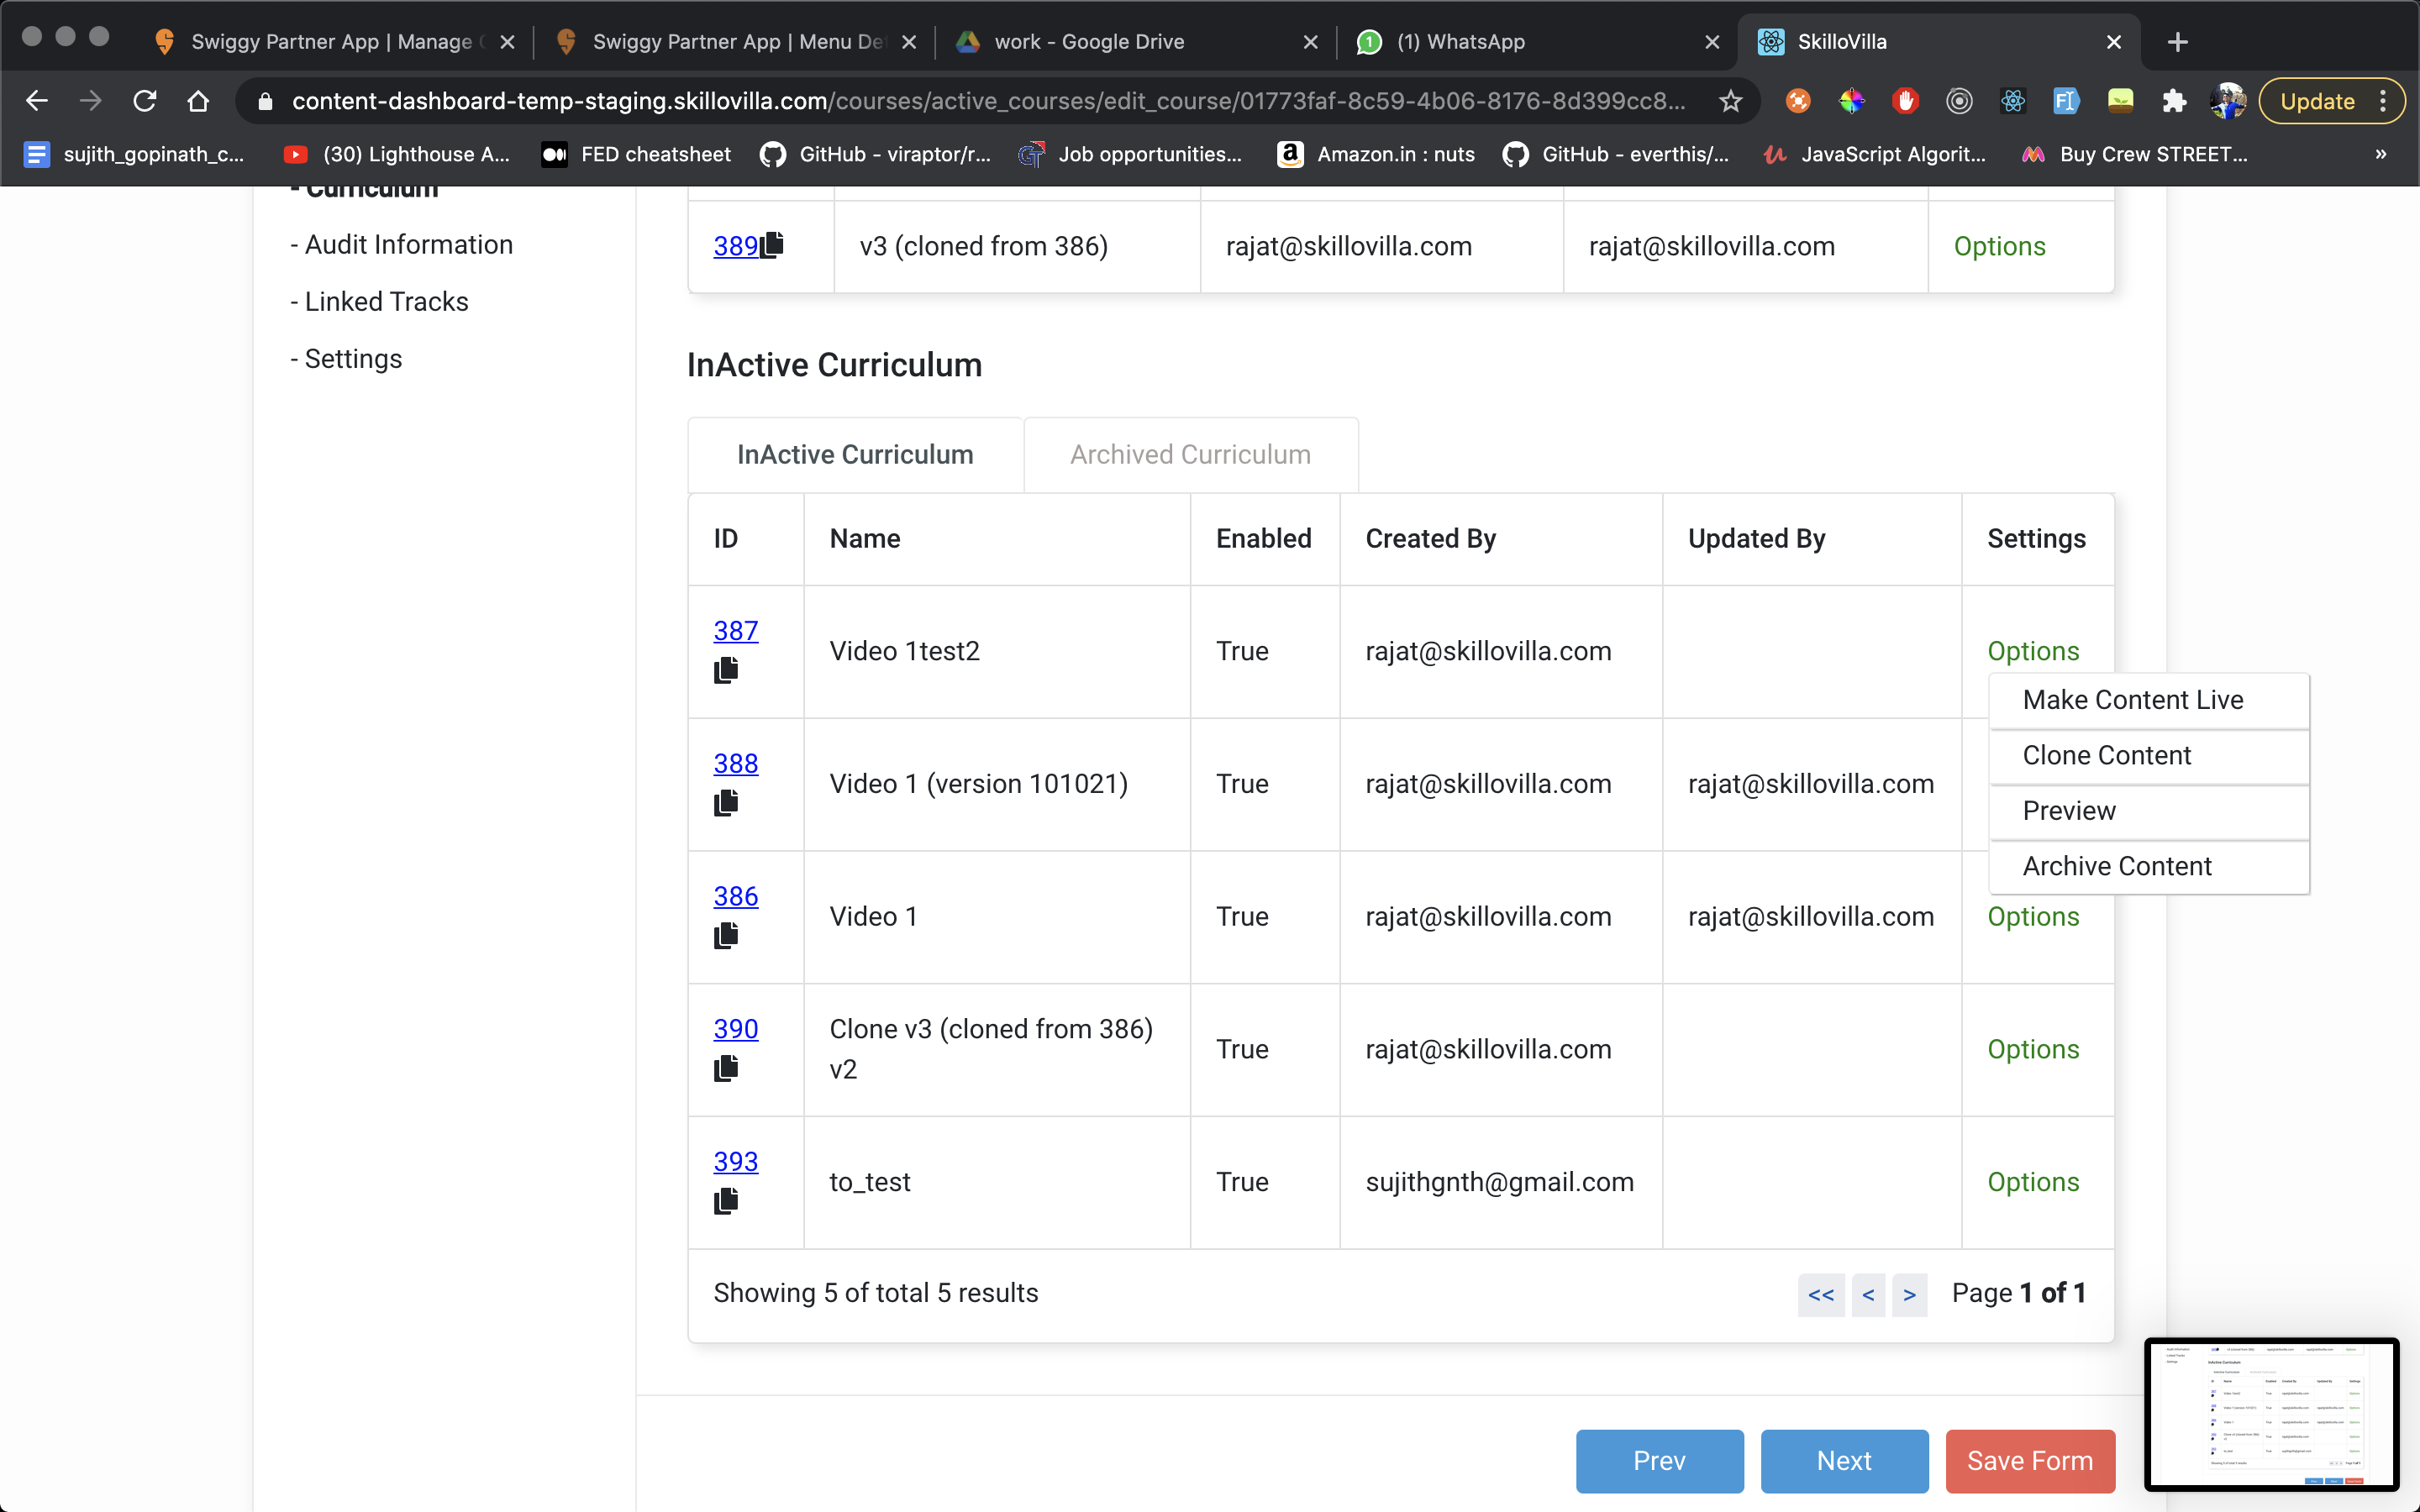 Swiggy Partner App | Manage
Swiggy Partner App | Menu De
work - Google Drive
(1) WhatsApp
SkilloVilla
content-dashboard-temp-staging.skillovilla.com/courses/active_courses/edit_course/01773faf-8c59-4b06-8176-8d399cc8...
Update
sujith_gopinath_c...
(30) Lighthouse A...
FED cheatsheet
GitHub - viraptor/r...
Job opportunities...
Amazon.in : nuts
GitHub - everthis/...
JavaScript Algorit...
Buy Crew STREET...
»
- Curriculum
- Audit Information
- Linked Tracks
- Settings
389 v3 (cloned from 386) rajat@skillovilla.com rajat@skillovilla.com Options
InActive Curriculum
InActive Curriculum Archived Curriculum
ID Name Enabled Created By Updated By Settings
387 Video 1test2 True rajat@skillovilla.com Options
Make Content Live
Clone Content
Preview
Archive Content
388 Video 1 (version 101021) True rajat@skillovilla.com rajat@skillovilla.com
386 Video 1 True rajat@skillovilla.com rajat@skillovilla.com Options
390 Clone v3 (cloned from 386) v2 True rajat@skillovilla.com Options
393 to_test True sujithgnth@gmail.com Options
Showing 5 of total 5 results << < > Page 1 of 1
Prev Next Save Form